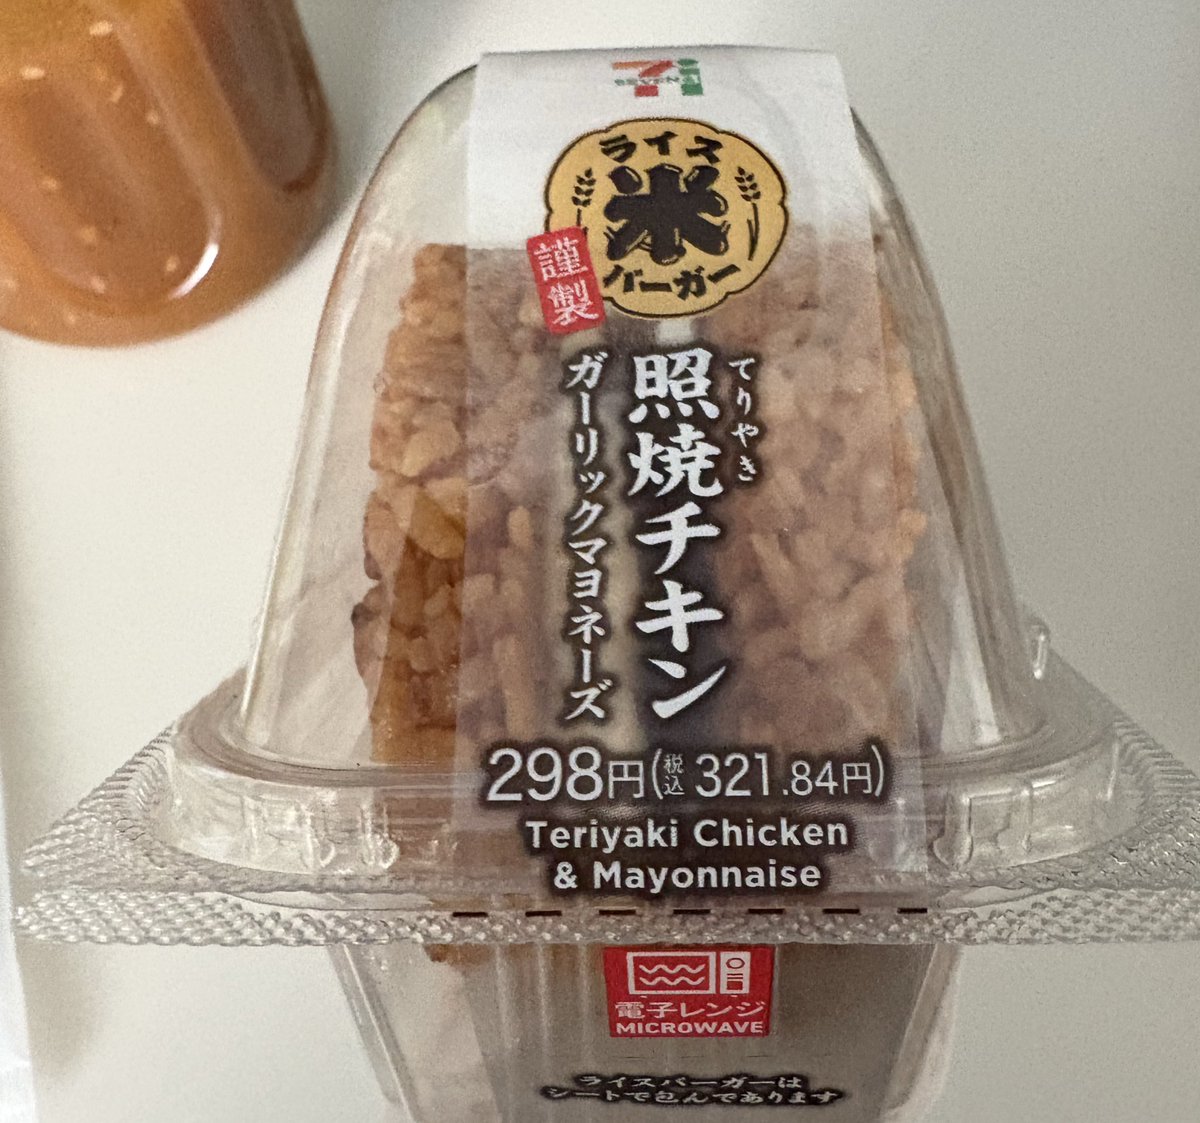 ライス
米
バーガー
謹製
てりやき
照焼チキン
ガーリックマヨネーズ
298円(税込 321.84円)
Teriyaki Chicken
& Mayonnaise
電子レンジ
MICROWAVE
ライスバーガーは
シートで包んであります